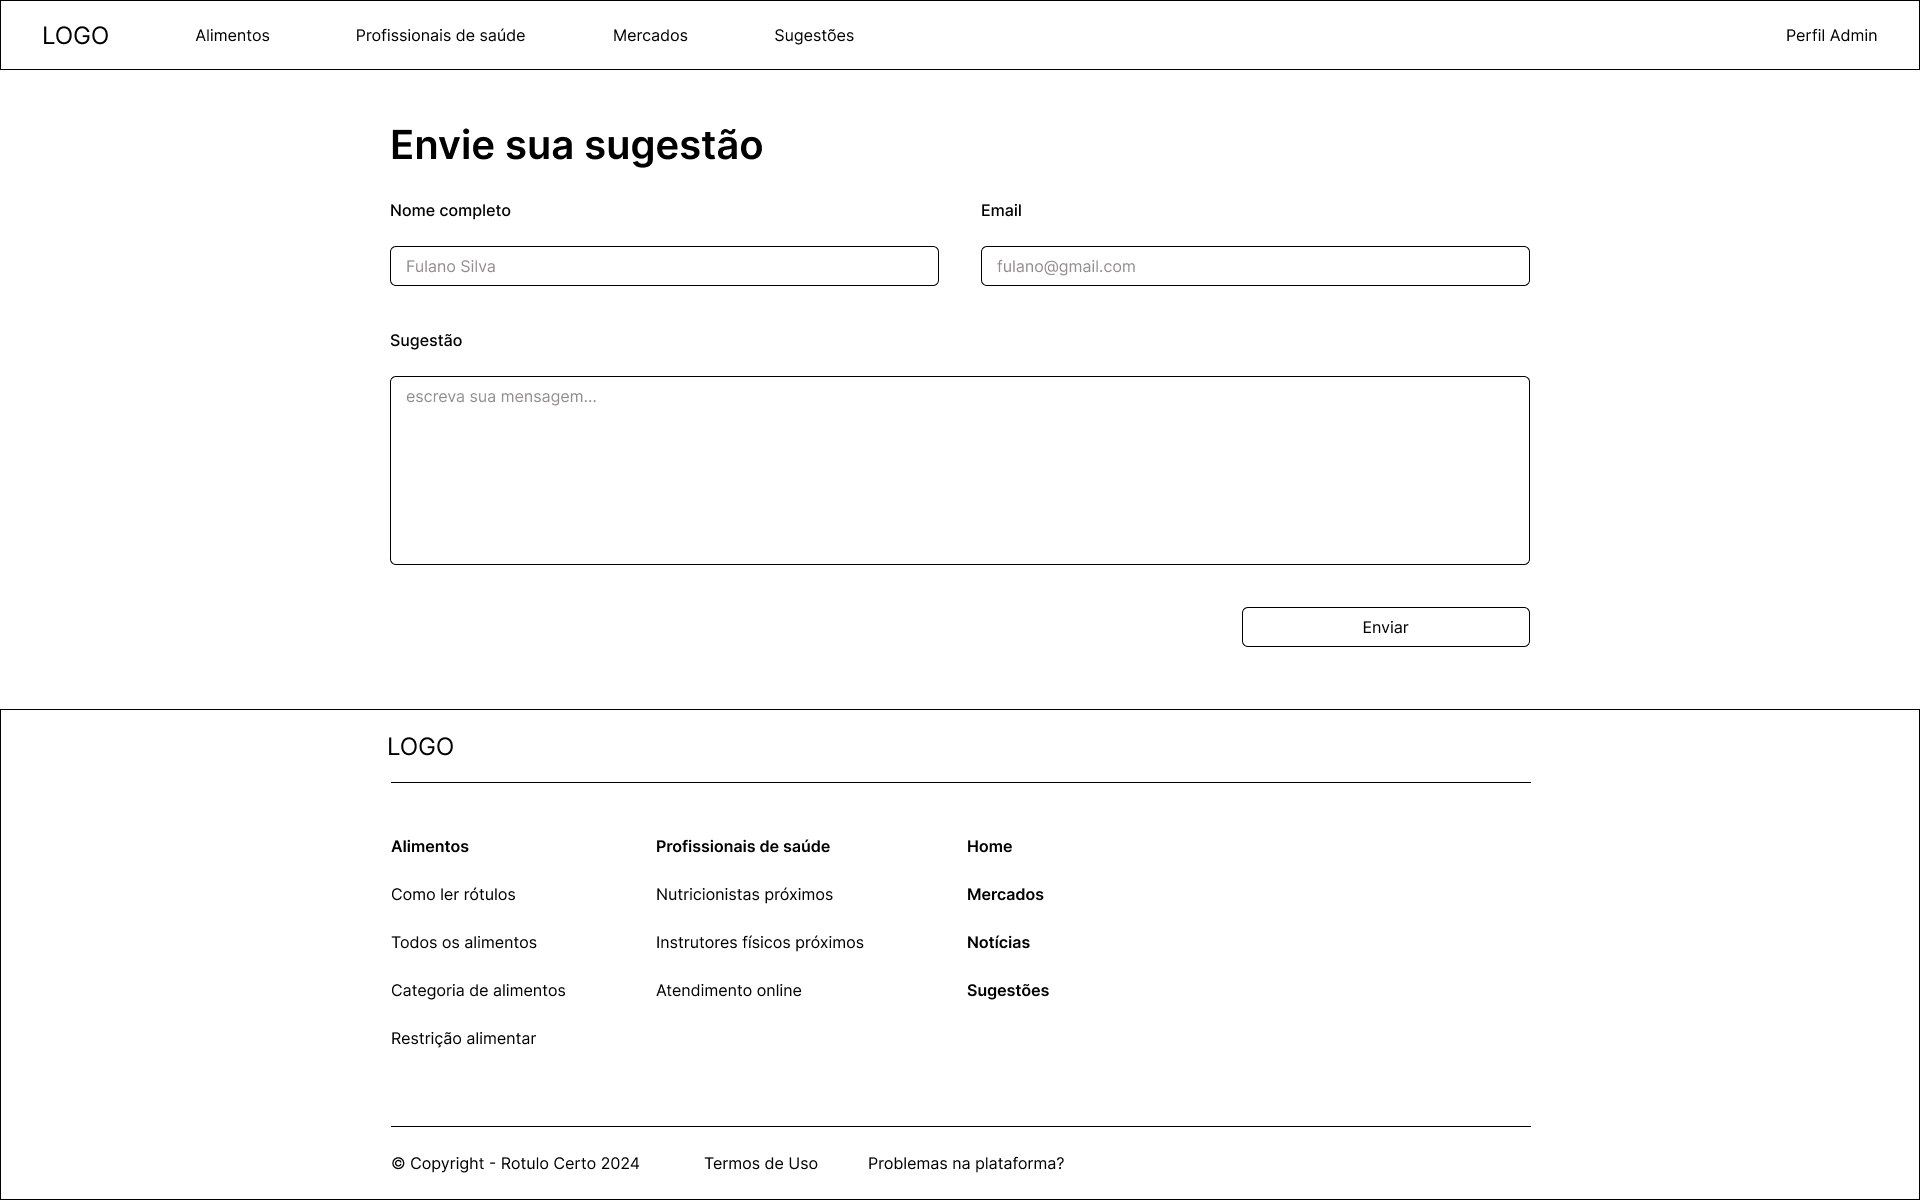 LOGO
Alimentos
Profissionais de saúde
Mercados
Sugestões
Perfil Admin
Envie sua sugestão
Nome completo
Email
Fulano Silva
fulano@gmail.com
Sugestão
escreva sua mensagem...
Enviar
LOGO
Alimentos
Como ler rótulos
Todos os alimentos
Categoria de alimentos
Restrição alimentar
Profissionais de saúde
Nutricionistas próximos
Instrutores físicos próximos
Atendimento online
Home
Mercados
Notícias
Sugestões
© Copyright - Rotulo Certo 2024
Termos de Uso
Problemas na plataforma?